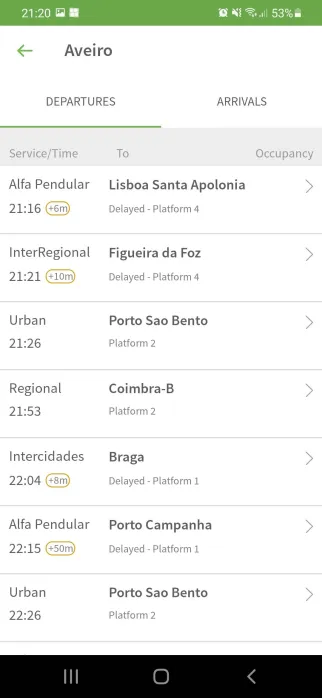 21:20 53%
Aveiro
DEPARTURES ARRIVALS
Service/Time To Occupancy
Alfa Pendular Lisboa Santa Apolonia
21:16 +6m Delayed - Platform 4
InterRegional Figueira da Foz
21:21 +10m Delayed - Platform 4
Urban Porto Sao Bento
21:26 Platform 2
Regional Coimbra-B
21:53 Platform 2
Intercidades Braga
22:04 +8m Delayed - Platform 1
Alfa Pendular Porto Campanha
22:15 +50m Delayed - Platform 1
Urban Porto Sao Bento
22:26 Platform 2